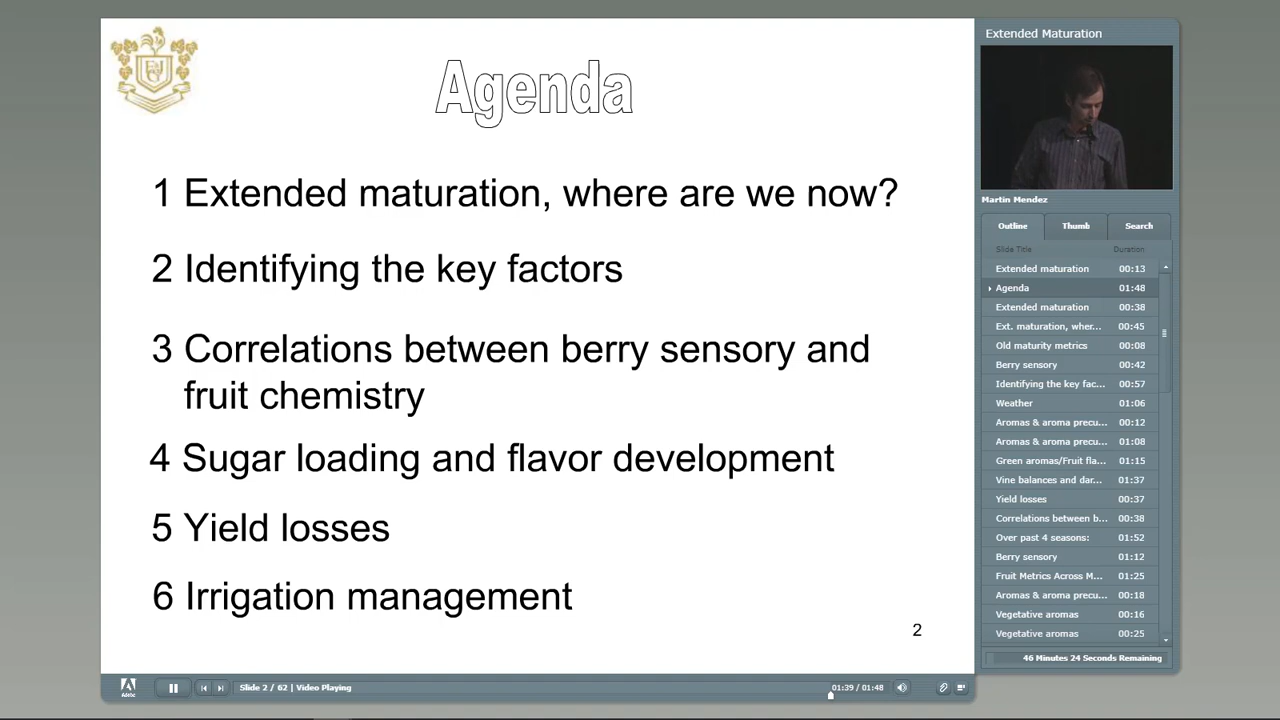 Agenda
1 Extended maturation, where are we now?
2 Identifying the key factors
3 Correlations between berry sensory and
fruit chemistry
4 Sugar loading and flavor development
5 Yield losses
6 Irrigation management
2
Extended Maturation
Martin Mendez
Outline Thumb Search
Slide Title Duration
Extended maturation 00:13
Agenda 01:48
Extended maturation 00:38
Ext. maturation, wher... 00:45
Old maturity metrics 00:08
Berry sensory 00:42
Identifying the key fac... 00:57
Weather 01:06
Aromas & aroma precu... 00:12
Aromas & aroma precu... 01:08
Green aromas/Fruit fla... 01:15
Vine balances and dar... 01:37
Yield losses 00:37
Correlations between b... 00:38
Over past 4 seasons: 01:52
Berry sensory 01:12
Fruit Metrics Across M... 01:25
Aromas & aroma precu... 00:18
Vegetative aromas 00:16
Vegetative aromas 00:25
46 Minutes 24 Seconds Remaining
Adobe
Slide 2 / 62 | Video Playing
01:39 / 01:48